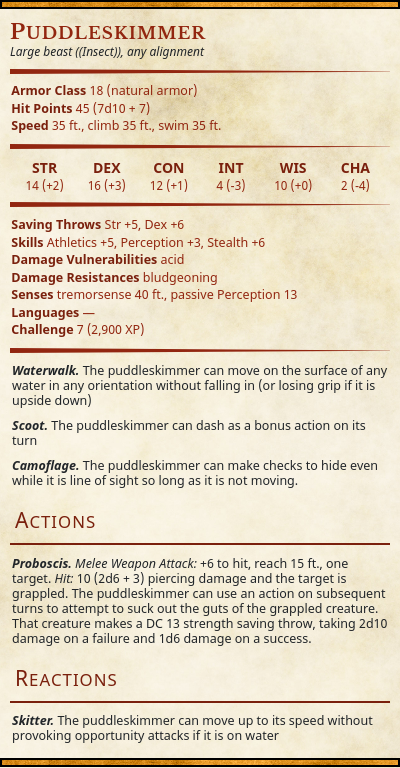 Puddleskimmer
Large beast ((Insect)), any alignment
Armor Class 18 (natural armor)
Hit Points 45 (7d10 + 7)
Speed 35 ft., climb 35 ft., swim 35 ft.
STR DEX CON INT WIS CHA
14 (+2) 16 (+3) 12 (+1) 4 (-3) 10 (+0) 2 (-4)
Saving Throws Str +5, Dex +6
Skills Athletics +5, Perception +3, Stealth +6
Damage Vulnerabilities acid
Damage Resistances bludgeoning
Senses tremorsense 40 ft., passive Perception 13
Languages —
Challenge 7 (2,900 XP)
Waterwalk. The puddleskimmer can move on the surface of any
water in any orientation without falling in (or losing grip if it is
upside down)
Scoot. The puddleskimmer can dash as a bonus action on its
turn
Camoflage. The puddleskimmer can make checks to hide even
while it is line of sight so long as it is not moving.
Actions
Proboscis. Melee Weapon Attack: +6 to hit, reach 15 ft., one
target. Hit: 10 (2d6 + 3) piercing damage and the target is
grappled. The puddleskimmer can use an action on subsequent
turns to attempt to suck out the guts of the grappled creature.
That creature makes a DC 13 strength saving throw, taking 2d10
damage on a failure and 1d6 damage on a success.
Reactions
Skitter. The puddleskimmer can move up to its speed without
provoking opportunity attacks if it is on water